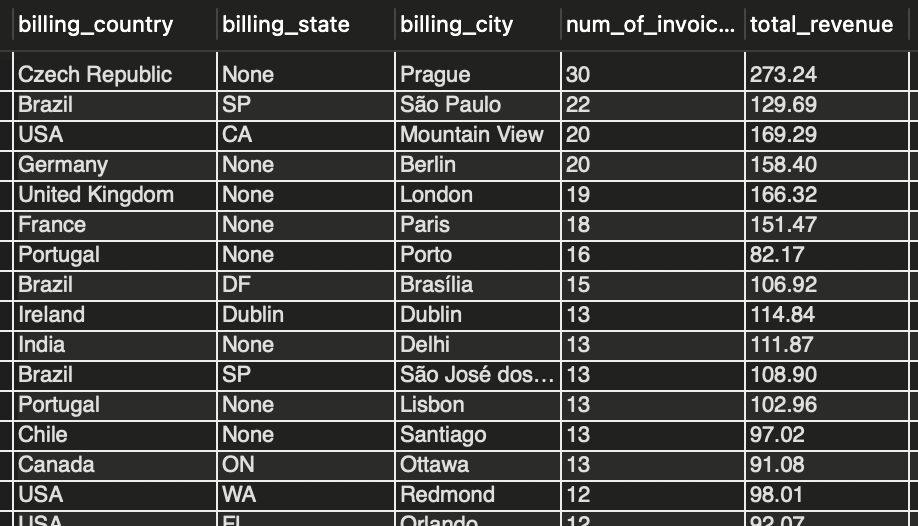 billing_country billing_state billing_city num_of_invoic... total_revenue
Czech Republic None Prague 30 273.24
Brazil SP São Paulo 22 129.69
USA CA Mountain View 20 169.29
Germany None Berlin 20 158.40
United Kingdom None London 19 166.32
France None Paris 18 151.47
Portugal None Porto 16 82.17
Brazil DF Brasília 15 106.92
Ireland Dublin Dublin 13 114.84
India None Delhi 13 111.87
Brazil SP São José dos... 13 108.90
Portugal None Lisbon 13 102.96
Chile None Santiago 13 97.02
Canada ON Ottawa 13 91.08
USA WA Redmond 12 98.01
USA FL Orlando 12 92.07